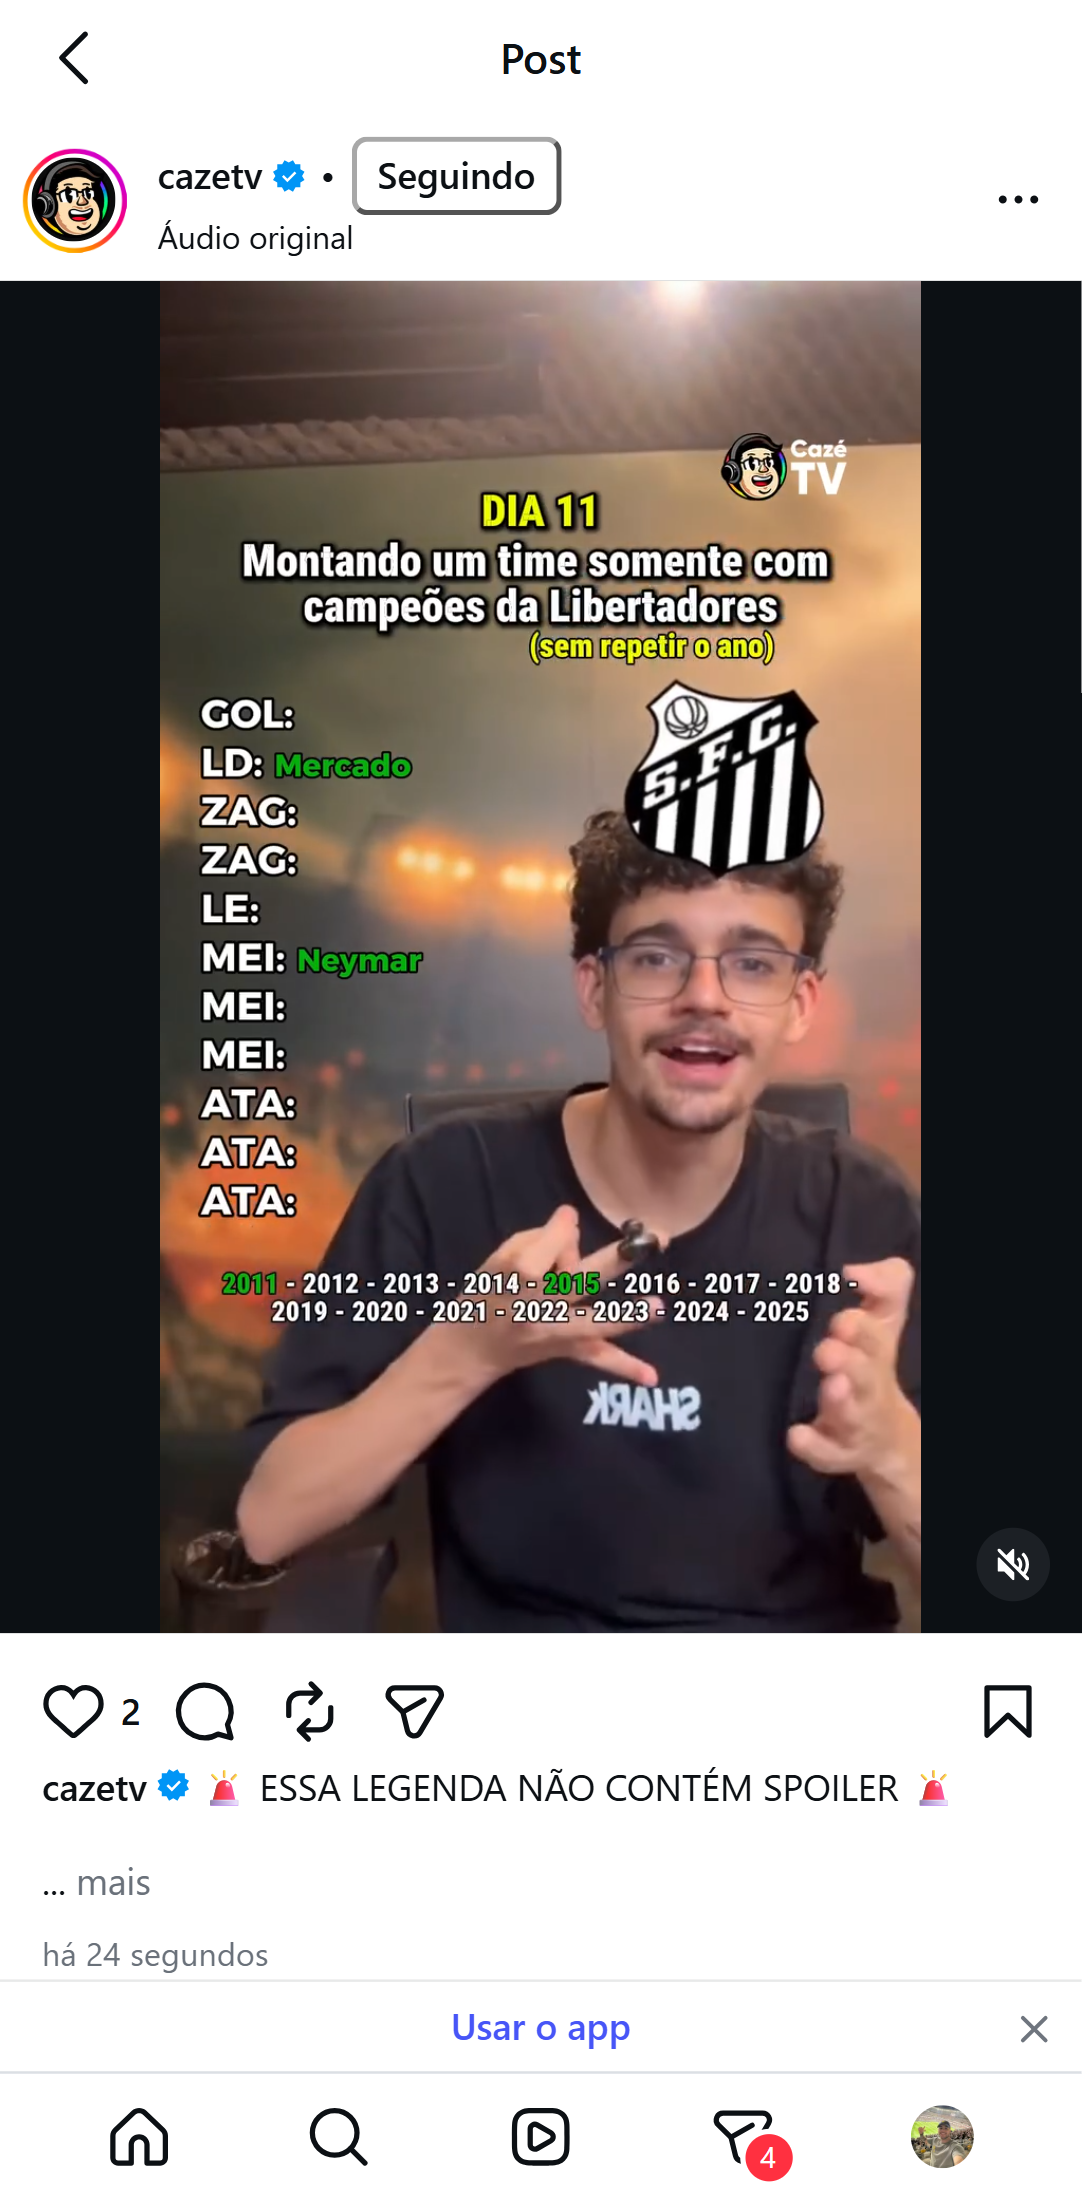 Post
cazetv • Seguindo
Áudio original
Cazé
TV
DIA 11
Montando um time somente com
campeões da Libertadores
(sem repetir o ano)
S.F.C.
GOL:
LD: Mercado
ZAG:
ZAG:
LE:
MEI: Neymar
MEI:
MEI:
ATA:
ATA:
ATA:
2011 - 2012 - 2013 - 2014 - 2015 - 2016 - 2017 - 2018 -
2019 - 2020 - 2021 - 2022 - 2023 - 2024 - 2025
SHARK
2
cazetv 🚨 ESSA LEGENDA NÃO CONTÉM SPOILER 🚨
... mais
há 24 segundos
Usar o app
4